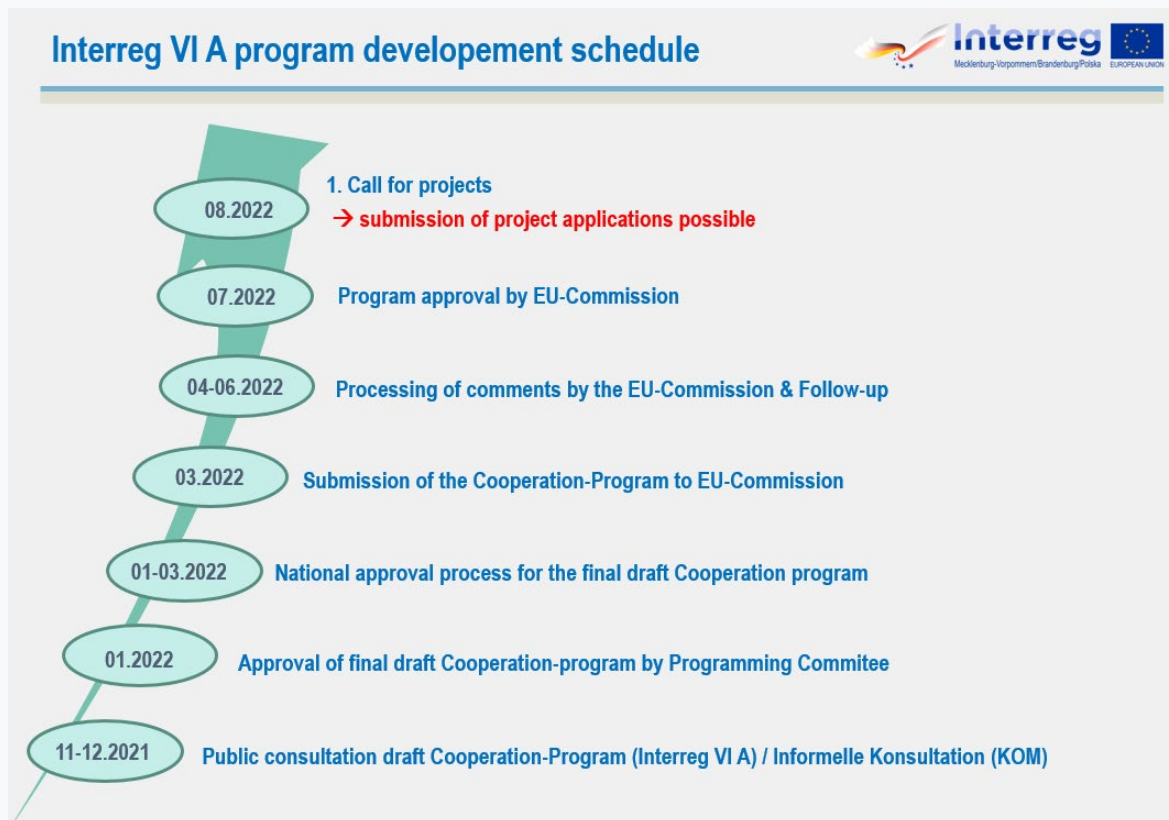 Interreg VI A program developement schedule
Interreg
Mecklenburg-Vorpommern/Brandenburg/Polska
EUROPEAN UNION
08.2022
1. Call for projects
→ submission of project applications possible
07.2022
Program approval by EU-Commission
04-06.2022
Processing of comments by the EU-Commission & Follow-up
03.2022
Submission of the Cooperation-Program to EU-Commission
01-03.2022
National approval process for the final draft Cooperation program
01.2022
Approval of final draft Cooperation-program by Programming Commitee
11-12.2021
Public consultation draft Cooperation-Program (Interreg VI A) / Informelle Konsultation (KOM)